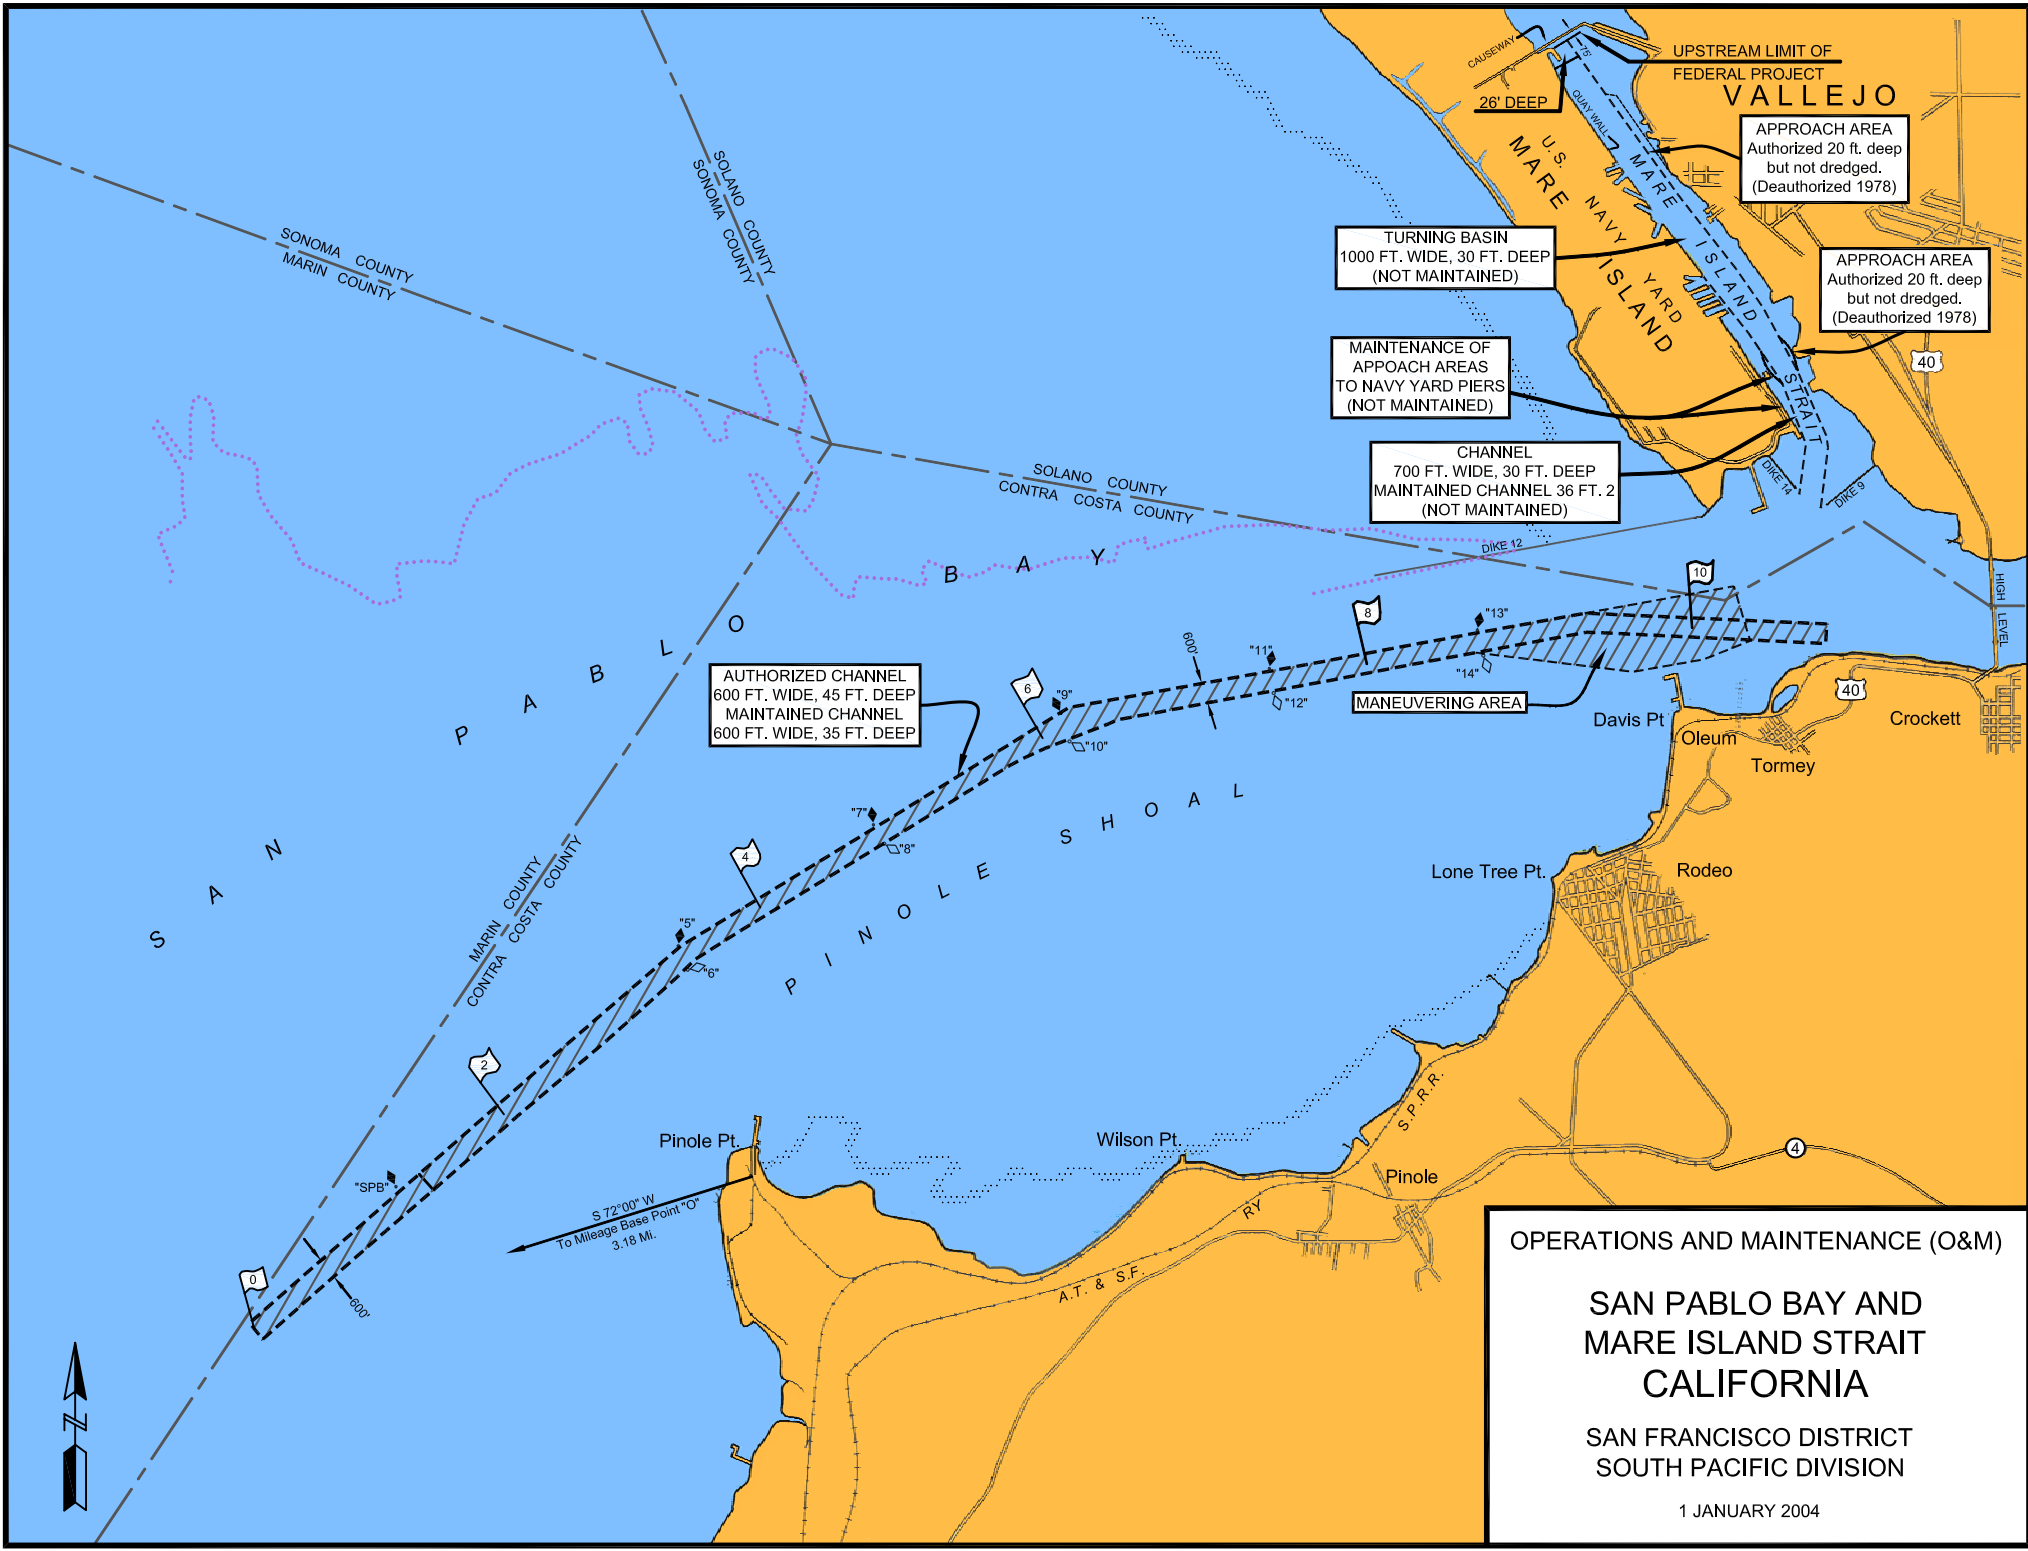 CAUSEWAY
75'
UPSTREAM LIMIT OF
FEDERAL PROJECT
VALLEJO
26' DEEP
QUAY WALL
APPROACH AREA
Authorized 20 ft. deep
but not dredged.
(Deauthorized 1978)
U.S. NAVY YARD
MARE ISLAND
MARE ISLAND STRAIT
TURNING BASIN
1000 FT. WIDE, 30 FT. DEEP
(NOT MAINTAINED)
APPROACH AREA
Authorized 20 ft. deep
but not dredged.
(Deauthorized 1978)
40
MAINTENANCE OF
APPOACH AREAS
TO NAVY YARD PIERS
(NOT MAINTAINED)
CHANNEL
700 FT. WIDE, 30 FT. DEEP
MAINTAINED CHANNEL 36 FT. 2
(NOT MAINTAINED)
DIKE 14
DIKE 9
DIKE 12
SOLANO COUNTY
SONOMA COUNTY
SONOMA COUNTY
MARIN COUNTY
SOLANO COUNTY
CONTRA COSTA COUNTY
SAN PABLO BAY
HIGH LEVEL
10
8
"13"
"14"
600'
"11"
"12"
MANEUVERING AREA
AUTHORIZED CHANNEL
600 FT. WIDE, 45 FT. DEEP
MAINTAINED CHANNEL
600 FT. WIDE, 35 FT. DEEP
6
"9"
"10"
40
Davis Pt
Oleum
Crockett
Tormey
"7"
"8"
PINOLE SHOAL
4
Lone Tree Pt.
Rodeo
MARIN COUNTY
CONTRA COSTA COUNTY
"5"
"6"
2
S.P.R.R.
Pinole Pt.
Wilson Pt.
4
Pinole
"SPB"
S 72°00" W
To Mileage Base Point "O"
3.18 Mi.
A.T. & S.F. RY
0
600'
N
OPERATIONS AND MAINTENANCE (O&M)
SAN PABLO BAY AND
MARE ISLAND STRAIT
CALIFORNIA
SAN FRANCISCO DISTRICT
SOUTH PACIFIC DIVISION
1 JANUARY 2004